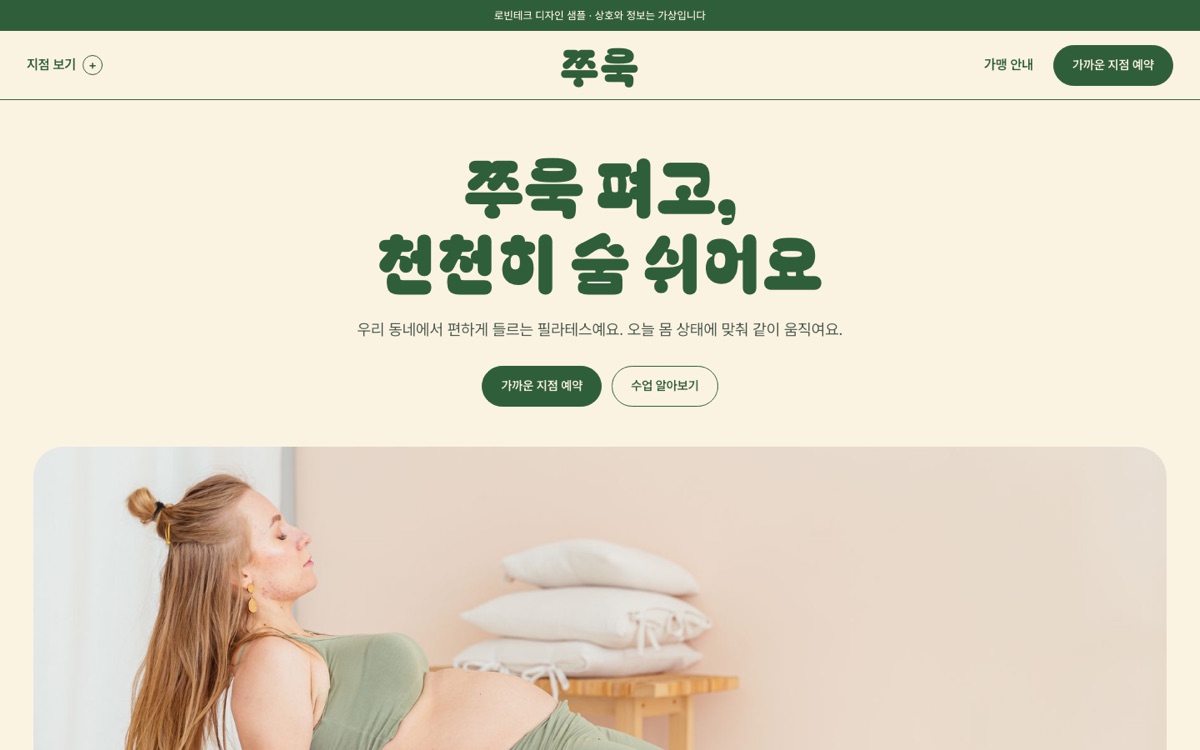 로빈테크 디자인 샘플 · 상호와 정보는 가상입니다
지점 보기 +
쭈욱
가맹 안내
가까운 지점 예약
쭈욱 펴고,
천천히 숨 쉬어요
우리 동네에서 편하게 들르는 필라테스예요. 오늘 몸 상태에 맞춰 같이 움직여요.
가까운 지점 예약
수업 알아보기